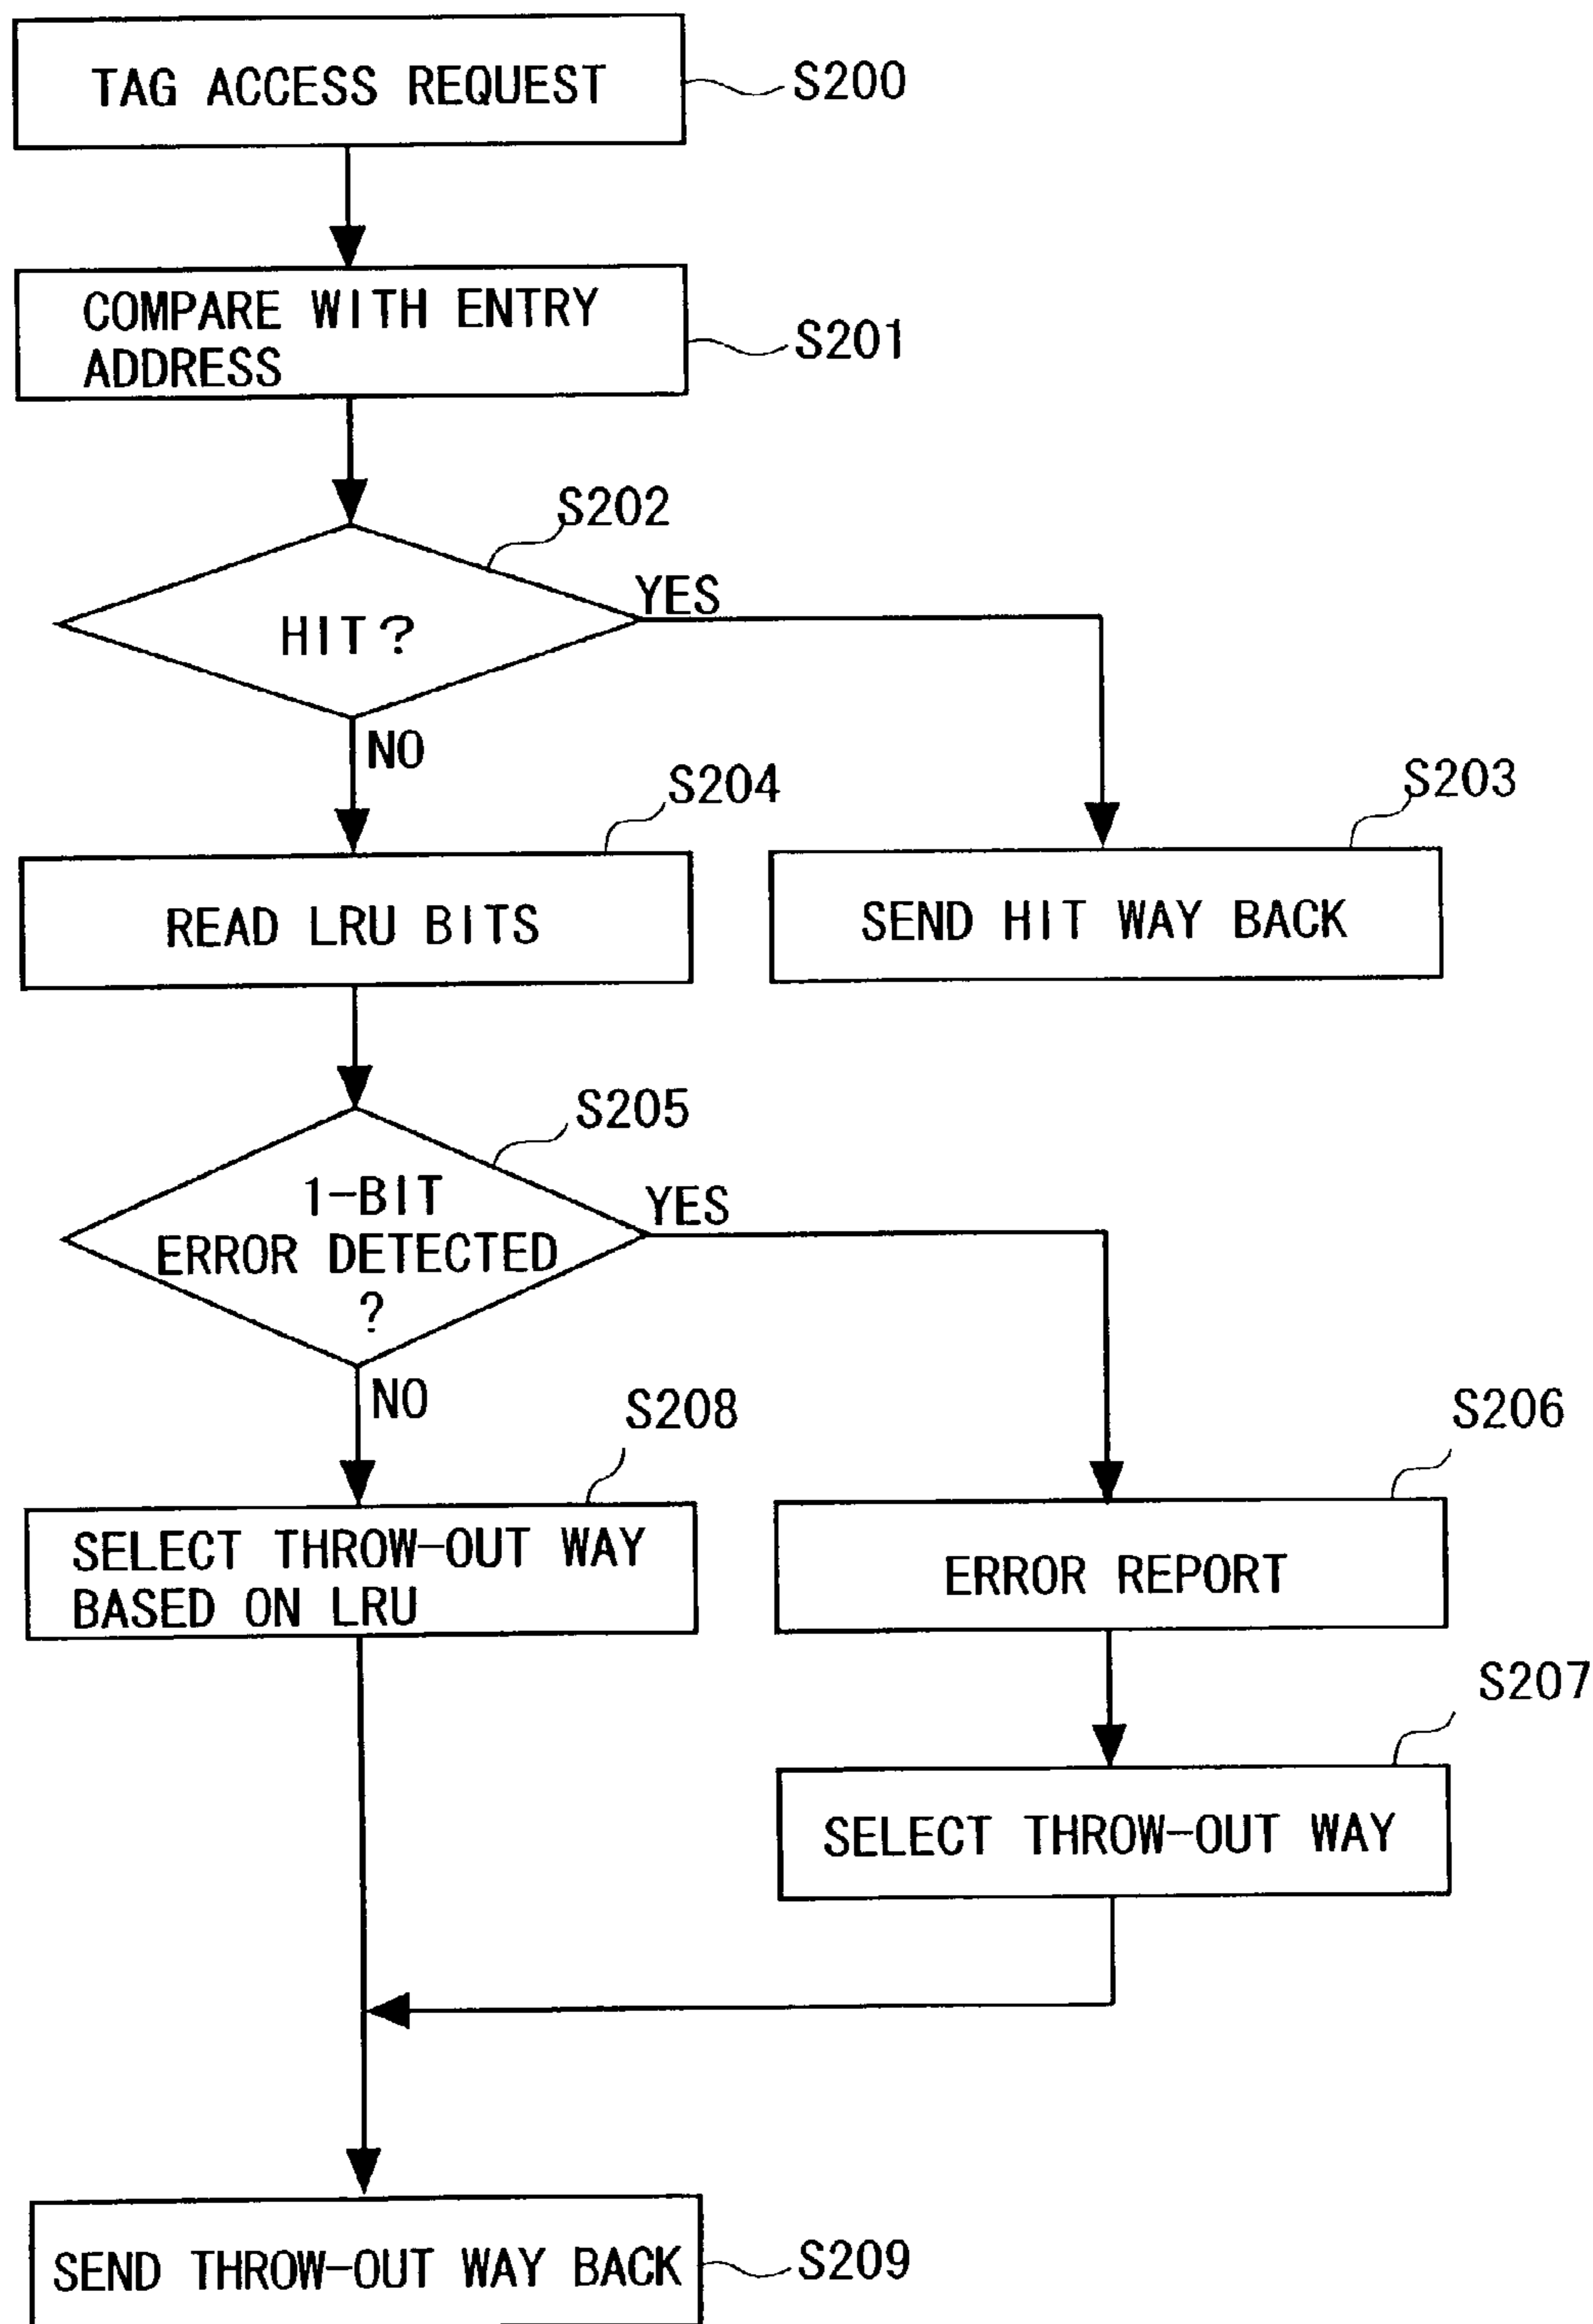 TAG ACCESS REQUEST
S200
COMPARE WITH ENTRY
ADDRESS
S201
S202
HIT?
YES
NO
S204
READ LRU BITS
S203
SEND HIT WAY BACK
S205
1-BIT
ERROR DETECTED
?
YES
NO
S208
SELECT THROW-OUT WAY
BASED ON LRU
S206
ERROR REPORT
S207
SELECT THROW-OUT WAY
SEND THROW-OUT WAY BACK
S209